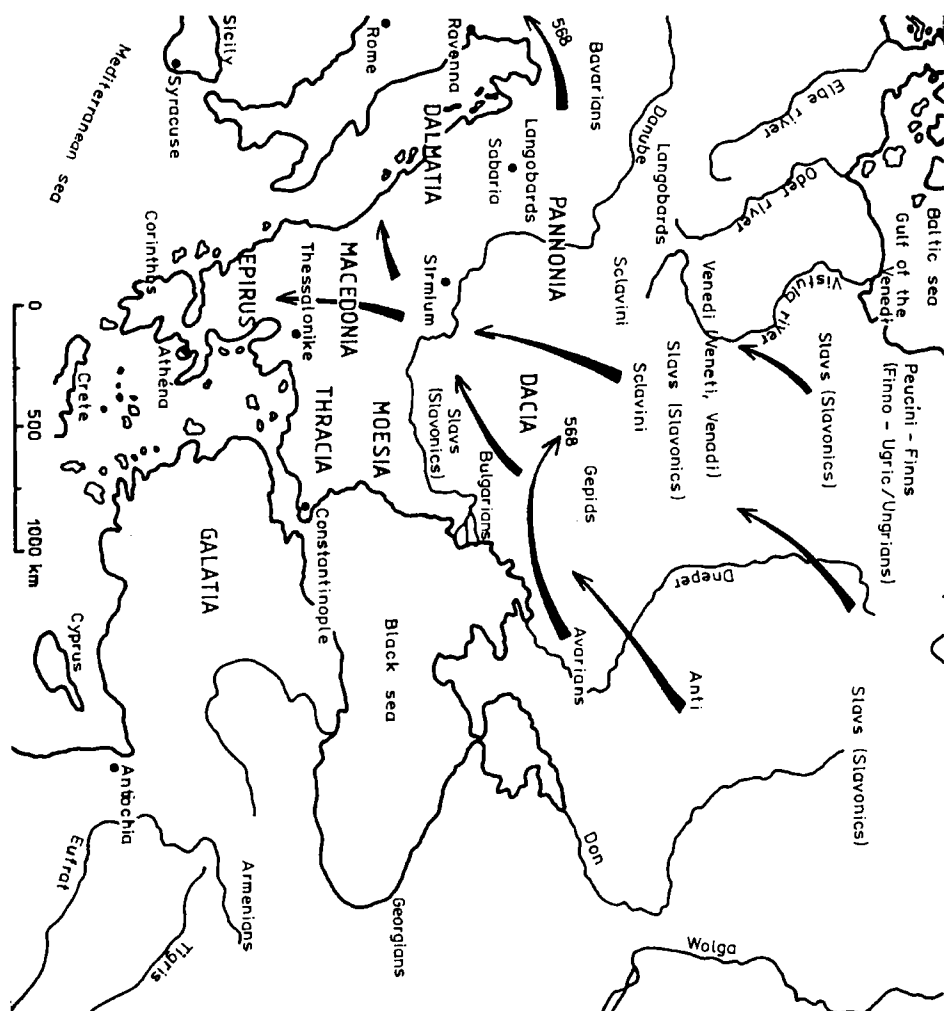 Baltic sea
Gulf of the
Venedi
Peucini - Finns
(Finno - Ugric/Ungrians)
Elbe river
Oder river
Vistula river
Slavs (Slavonics)
Slavs (Slavonics)
Venedi (Veneti, Venadi)
Slavs (Slavonics)
Dneper
Anti
Wolga
Danube
Langobards
Sclavini
Sclavini
Bavarians
568
Gepids
568
Avarians
Don
PANNONIA
DACIA
Langobards
Sabaria
Bulgarians
Slavs
(Slavonics)
Ravenna
DALMATIA
Sirmium
Rome
MACEDONIA
MOESIA
Black sea
Georgians
Thessalonike
THRACIA
Constantinople
EPIRUS
Sicily
Syracuse
GALATIA
Armenians
Tigris
Mediterranean sea
Corinthos
Athéna
Crete
Cyprus
Antiochia
Eufrat
0 500 1000 km